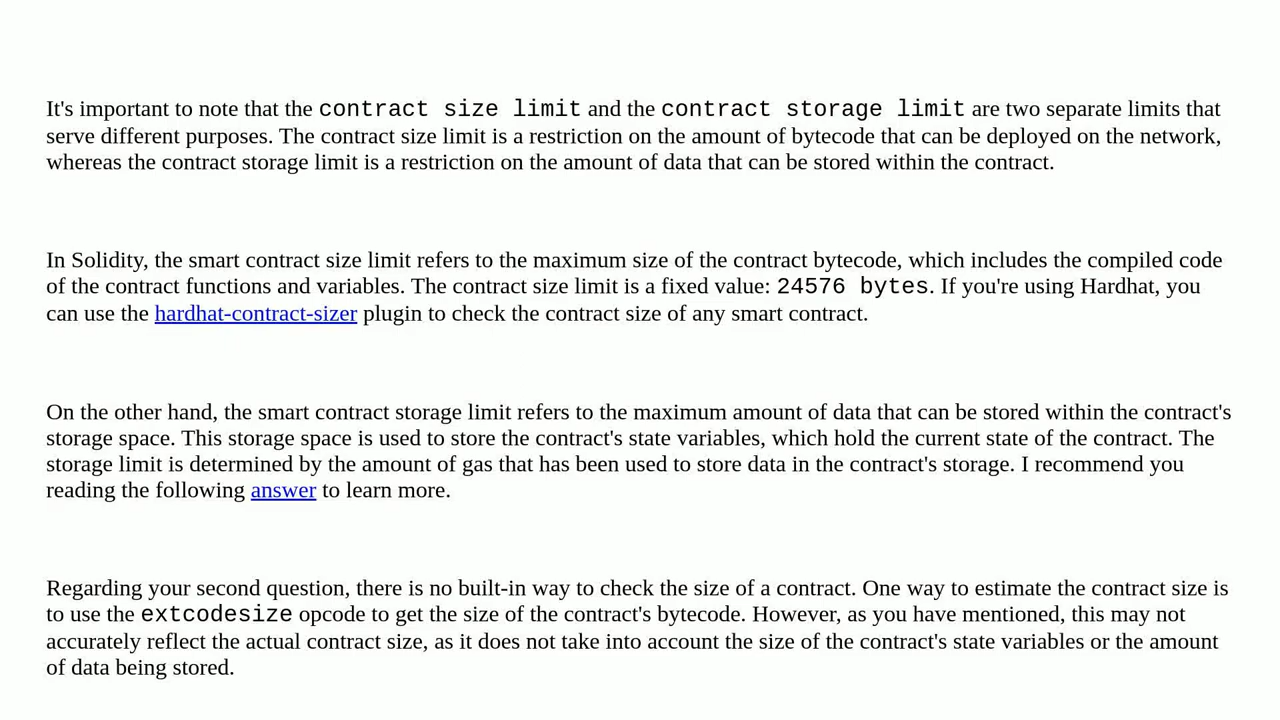 It's important to note that the contract size limit and the contract storage limit are two separate limits that
serve different purposes. The contract size limit is a restriction on the amount of bytecode that can be deployed on the network,
whereas the contract storage limit is a restriction on the amount of data that can be stored within the contract.
In Solidity, the smart contract size limit refers to the maximum size of the contract bytecode, which includes the compiled code
of the contract functions and variables. The contract size limit is a fixed value: 24576 bytes. If you're using Hardhat, you
can use the hardhat-contract-sizer plugin to check the contract size of any smart contract.
On the other hand, the smart contract storage limit refers to the maximum amount of data that can be stored within the contract's
storage space. This storage space is used to store the contract's state variables, which hold the current state of the contract. The
storage limit is determined by the amount of gas that has been used to store data in the contract's storage. I recommend you
reading the following answer to learn more.
Regarding your second question, there is no built-in way to check the size of a contract. One way to estimate the contract size is
to use the extcodesize opcode to get the size of the contract's bytecode. However, as you have mentioned, this may not
accurately reflect the actual contract size, as it does not take into account the size of the contract's state variables or the amount
of data being stored.